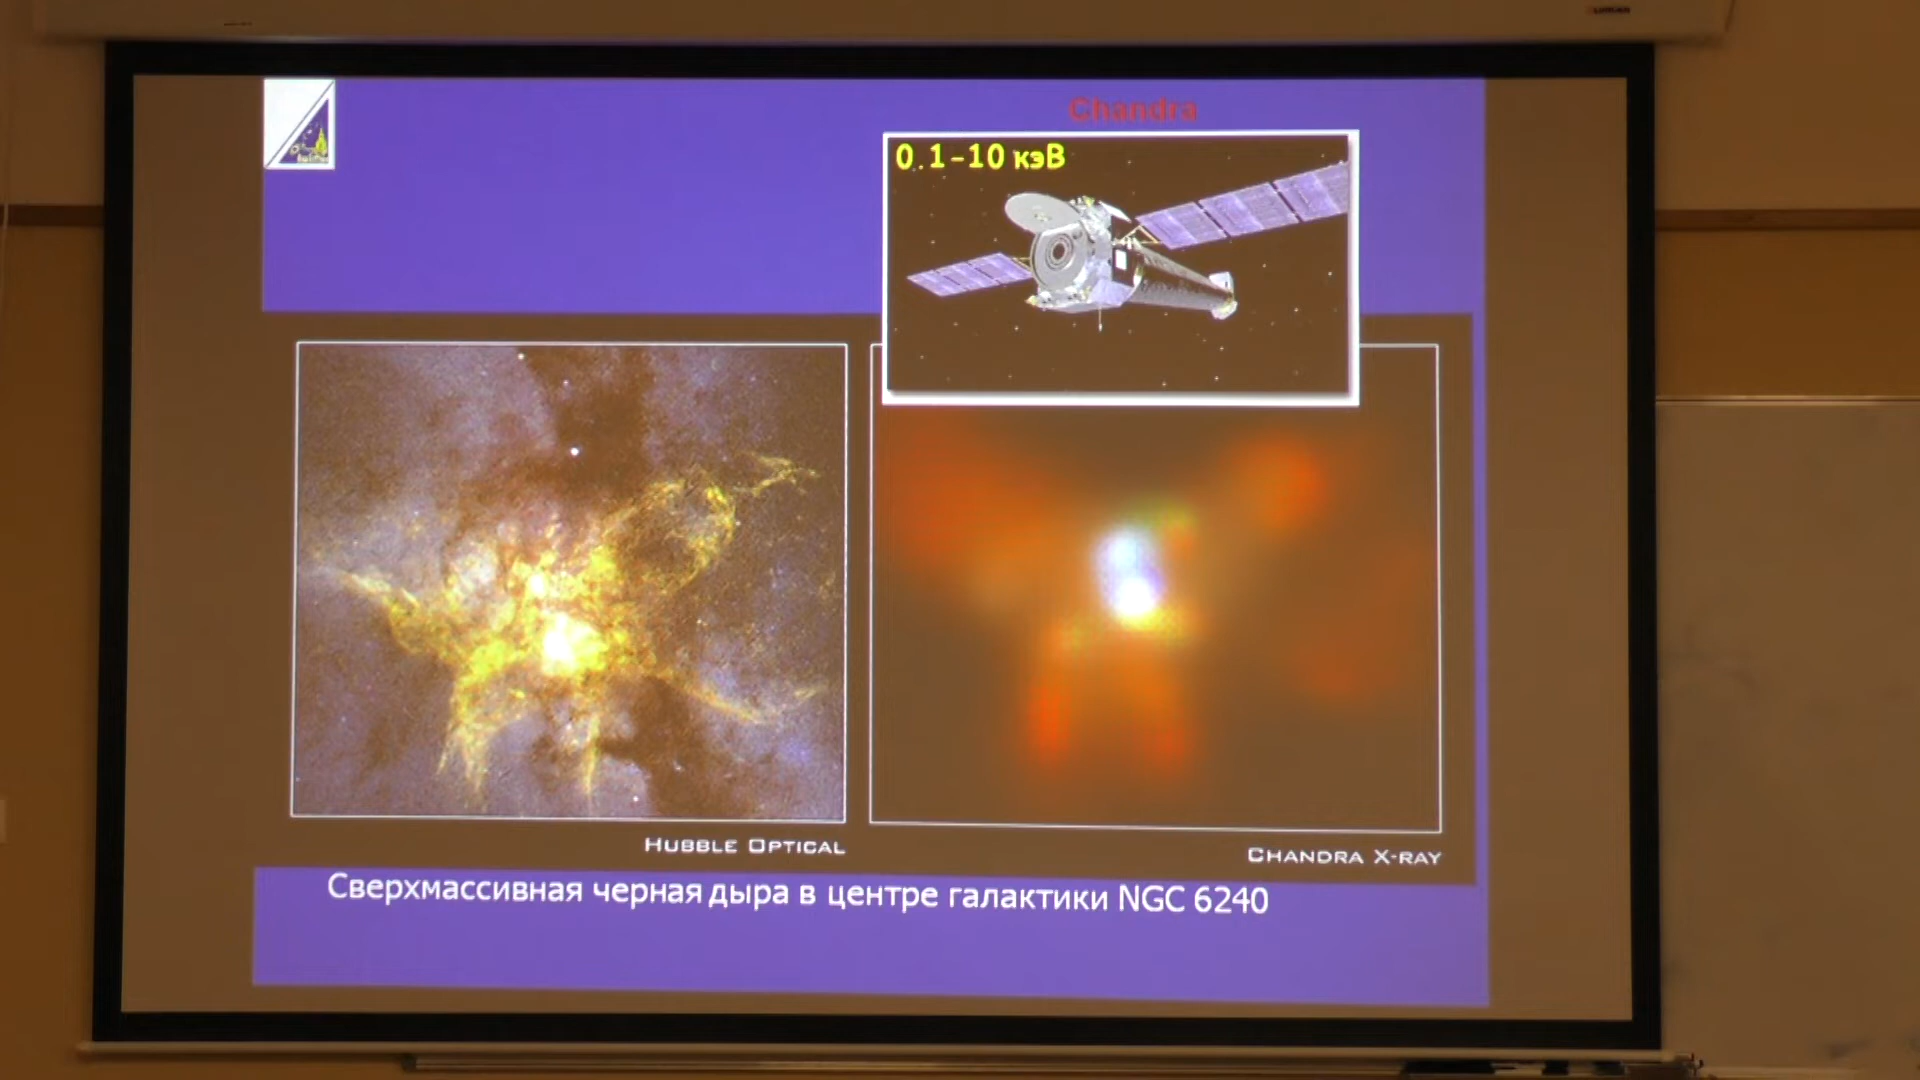 Chandra
0.1-10 кэВ
HUBBLE OPTICAL
CHANDRA X-RAY
Сверхмассивная черная дыра в центре галактики NGC 6240